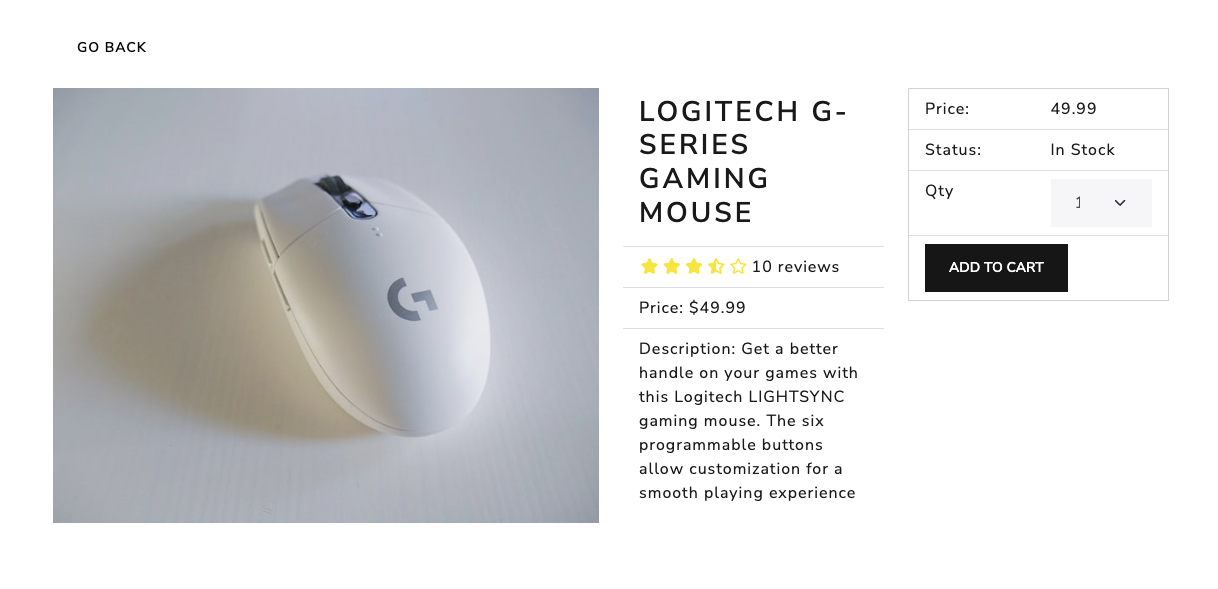 GO BACK
LOGITECH G-
SERIES
GAMING
MOUSE
10 reviews
Price: $49.99
Description: Get a better
handle on your games with
this Logitech LIGHTSYNC
gaming mouse. The six
programmable buttons
allow customization for a
smooth playing experience
Price: 49.99
Status: In Stock
Qty 1
ADD TO CART